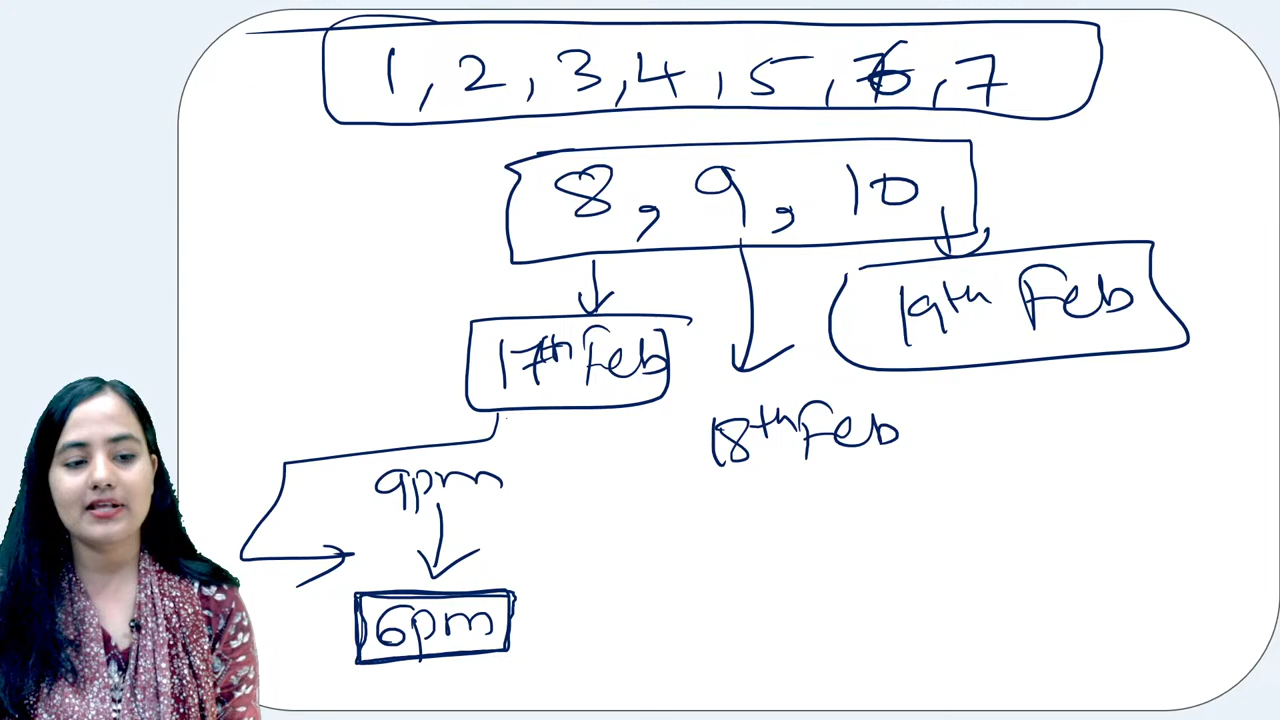 1, 2, 3, 4, 5, 6, 7
8, 9, 10
19th Feb
17th Feb
18th Feb
9pm
6pm